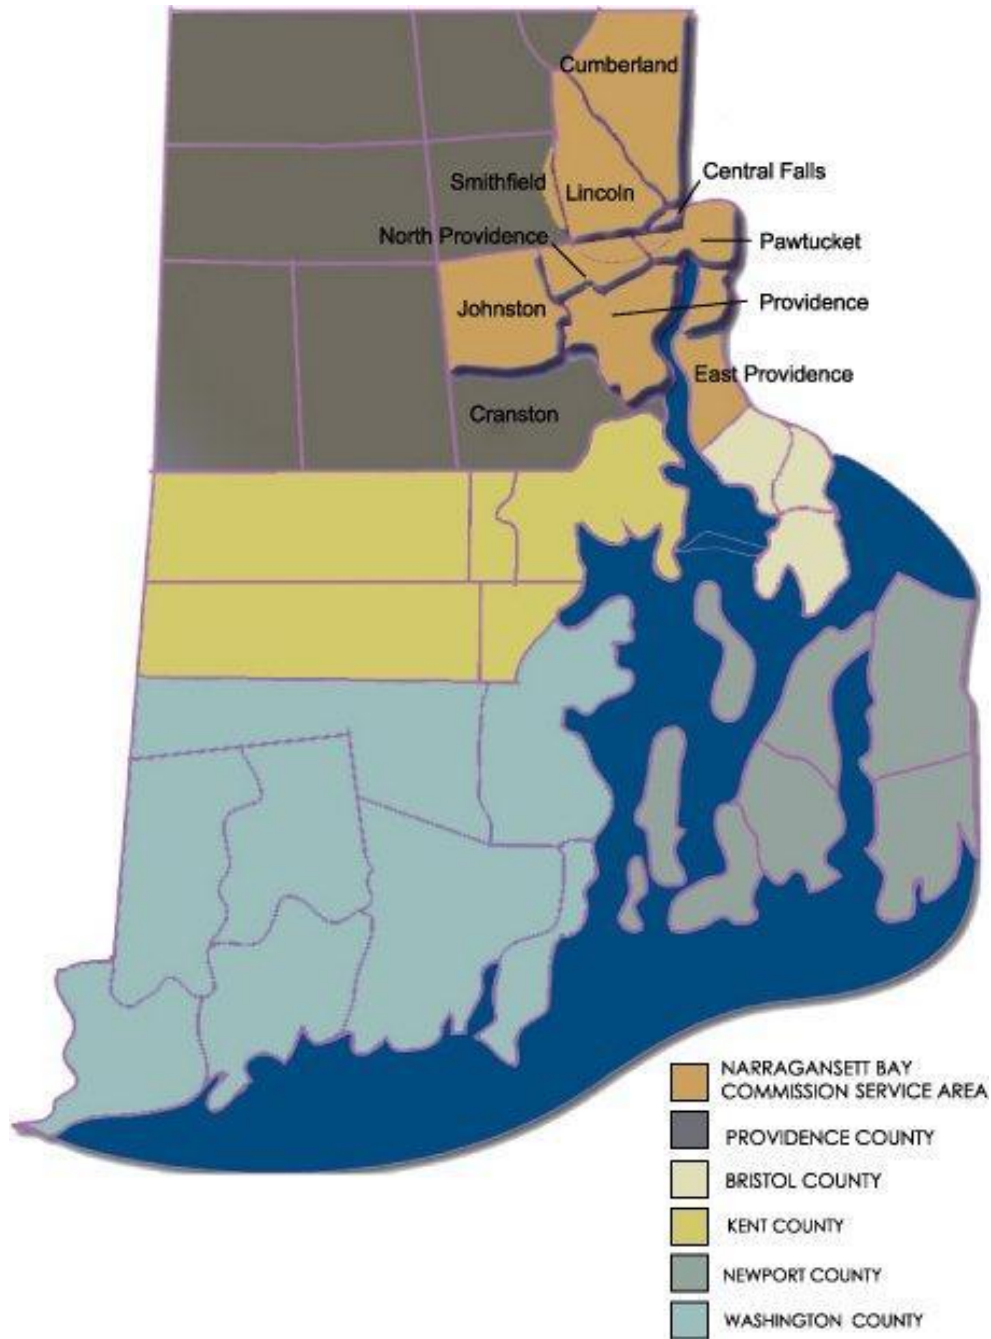 Cumberland
Central Falls
Smithfield
Lincoln
North Providence
Pawtucket
Johnston
Providence
East Providence
Cranston
NARRAGANSETT BAY
COMMISSION SERVICE AREA
PROVIDENCE COUNTY
BRISTOL COUNTY
KENT COUNTY
NEWPORT COUNTY
WASHINGTON COUNTY